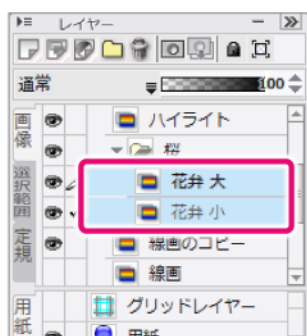 レイヤー
通常 100
画像
ハイライト
桜
選択範囲
花弁 大
花弁 小
定規
線画のコピー
線画
用紙
グリッドレイヤー
用紙